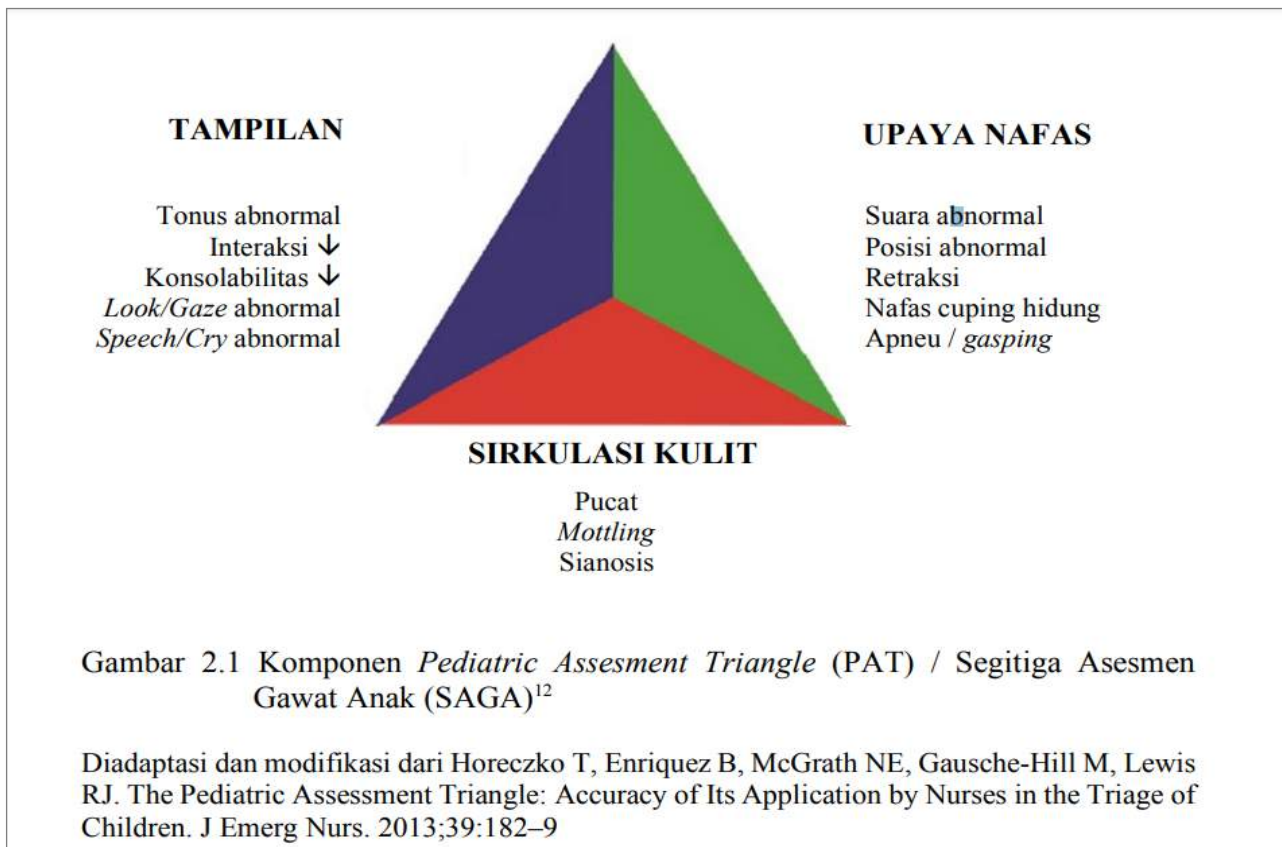 TAMPILAN
Tonus abnormal
Interaksi ↓
Konsolabilitas ↓
Look/Gaze abnormal
Speech/Cry abnormal
UPAYA NAFAS
Suara abnormal
Posisi abnormal
Retraksi
Nafas cuping hidung
Apneu / gasping
SIRKULASI KULIT
Pucat
Mottling
Sianosis
Gambar 2.1 Komponen Pediatric Assesment Triangle (PAT) / Segitiga Asesmen
Gawat Anak (SAGA)12
Diadaptasi dan modifikasi dari Horeczko T, Enriquez B, McGrath NE, Gausche-Hill M, Lewis
RJ. The Pediatric Assessment Triangle: Accuracy of Its Application by Nurses in the Triage of
Children. J Emerg Nurs. 2013;39:182–9